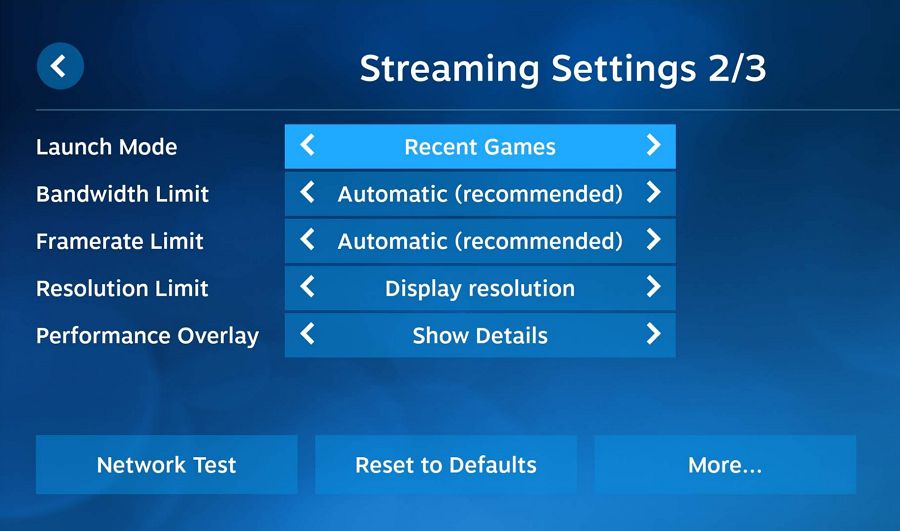 Streaming Settings 2/3
Launch Mode Recent Games
Bandwidth Limit Automatic (recommended)
Framerate Limit Automatic (recommended)
Resolution Limit Display resolution
Performance Overlay Show Details
Network Test Reset to Defaults More...